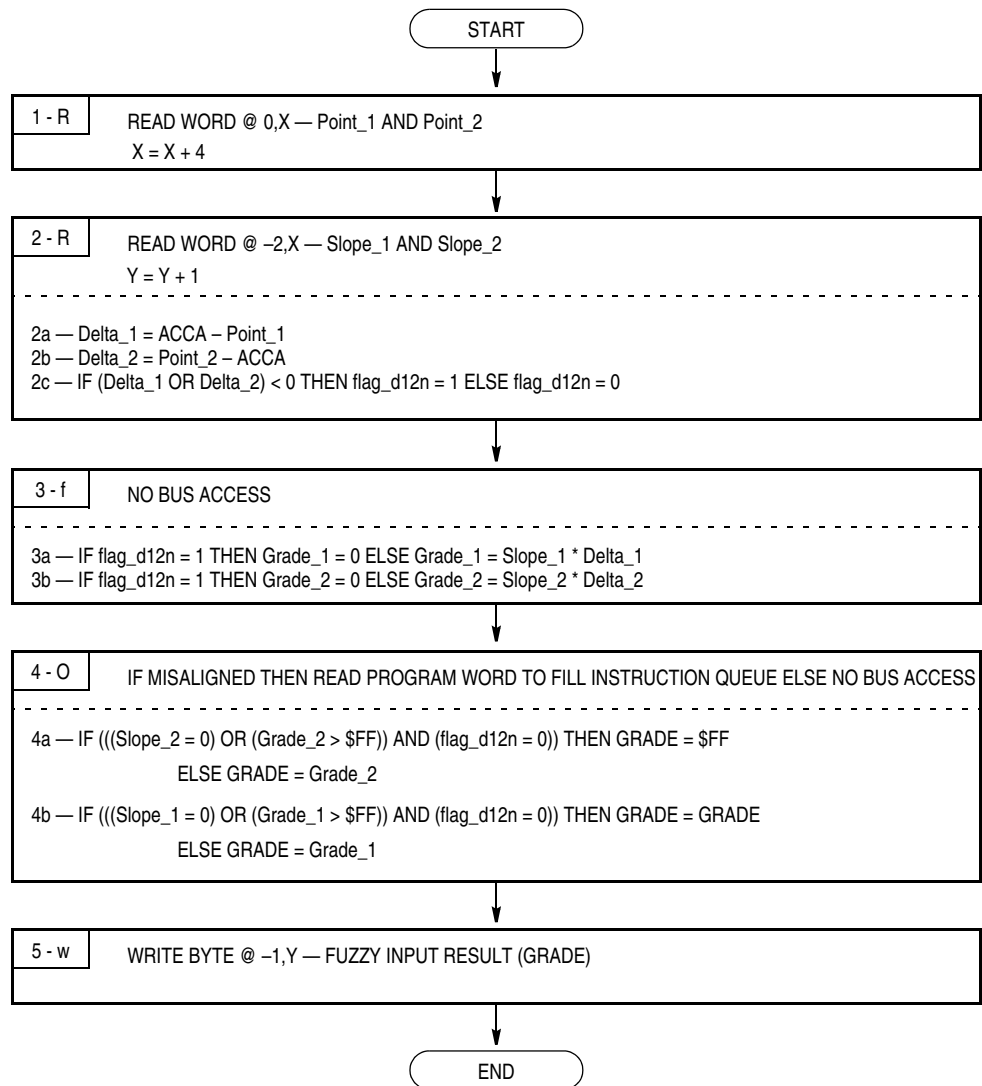 START
1 - R
READ WORD @ 0,X — Point_1 AND Point_2
X = X + 4
2 - R
READ WORD @ –2,X — Slope_1 AND Slope_2
Y = Y + 1
2a — Delta_1 = ACCA – Point_1
2b — Delta_2 = Point_2 – ACCA
2c — IF (Delta_1 OR Delta_2) < 0 THEN flag_d12n = 1 ELSE flag_d12n = 0
3 - f
NO BUS ACCESS
3a — IF flag_d12n = 1 THEN Grade_1 = 0 ELSE Grade_1 = Slope_1 * Delta_1
3b — IF flag_d12n = 1 THEN Grade_2 = 0 ELSE Grade_2 = Slope_2 * Delta_2
4 - O
IF MISALIGNED THEN READ PROGRAM WORD TO FILL INSTRUCTION QUEUE ELSE NO BUS ACCESS
4a — IF (((Slope_2 = 0) OR (Grade_2 > $FF)) AND (flag_d12n = 0)) THEN GRADE = $FF
ELSE GRADE = Grade_2
4b — IF (((Slope_1 = 0) OR (Grade_1 > $FF)) AND (flag_d12n = 0)) THEN GRADE = GRADE
ELSE GRADE = Grade_1
5 - w
WRITE BYTE @ –1,Y — FUZZY INPUT RESULT (GRADE)
END